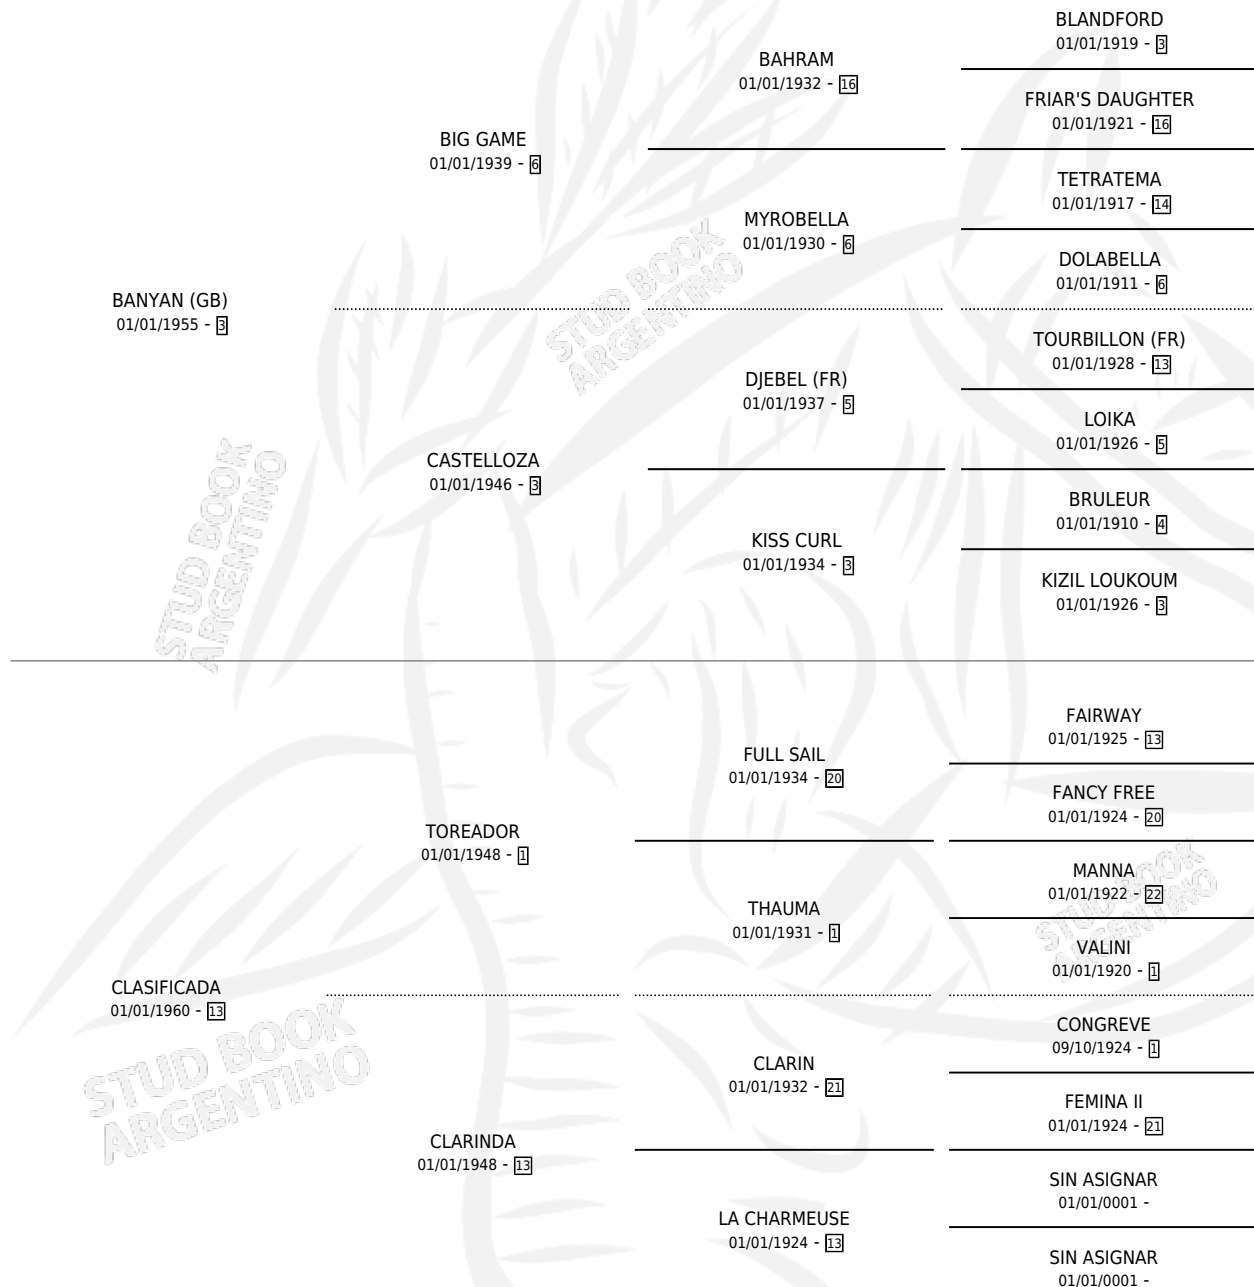 BLANDFORD
01/01/1919 - 3
BAHRAM
01/01/1932 - 16
FRIAR'S DAUGHTER
01/01/1921 - 16
BIG GAME
01/01/1939 - 6
TETRATEMA
01/01/1917 - 14
MYROBELLA
01/01/1930 - 6
DOLABELLA
01/01/1911 - 6
BANYAN (GB)
01/01/1955 - 3
TOURBILLON (FR)
01/01/1928 - 13
DJEBEL (FR)
01/01/1937 - 5
LOIKA
01/01/1926 - 5
CASTELLOZA
01/01/1946 - 3
BRULEUR
01/01/1910 - 4
KISS CURL
01/01/1934 - 3
KIZIL LOUKOUM
01/01/1926 - 3
FAIRWAY
01/01/1925 - 13
FULL SAIL
01/01/1934 - 20
FANCY FREE
01/01/1924 - 20
TOREADOR
01/01/1948 - 1
MANNA
01/01/1922 - 22
THAUMA
01/01/1931 - 1
VALINI
01/01/1920 - 1
CLASIFICADA
01/01/1960 - 13
CONGREVE
09/10/1924 - 1
CLARIN
01/01/1932 - 21
FEMINA II
01/01/1924 - 21
CLARINDA
01/01/1948 - 13
SIN ASIGNAR
01/01/0001 -
LA CHARMEUSE
01/01/1924 - 13
SIN ASIGNAR
01/01/0001 -
STUD BOOK
ARGENTINO
STUD BOOK
ARGENTINO
STUD BOOK
ARGENTINO
STUD BOOK
ARGENTINO